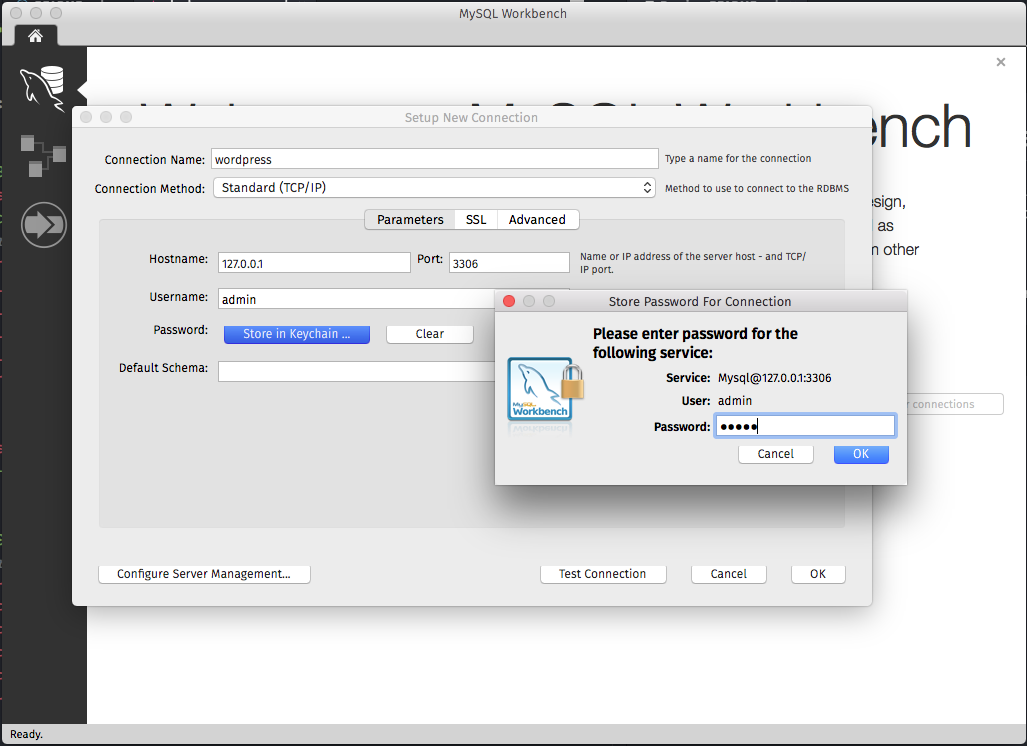 MySQL Workbench
Setup New Connection
Connection Name: wordpress Type a name for the connection
Connection Method: Standard (TCP/IP) Method to use to connect to the RDBMS
Parameters SSL Advanced
Hostname: 127.0.0.1 Port: 3306 Name or IP address of the server host - and TCP/
IP port.
Username: admin
Password: Store in Keychain ... Clear
Default Schema:
Configure Server Management... Test Connection Cancel OK
Store Password For Connection
Please enter password for the
following service:
Service: Mysql@127.0.0.1:3306
User: admin
Password: •••••
Cancel OK
MySQL
Workbench
esign,
as
other
connections
Ready.